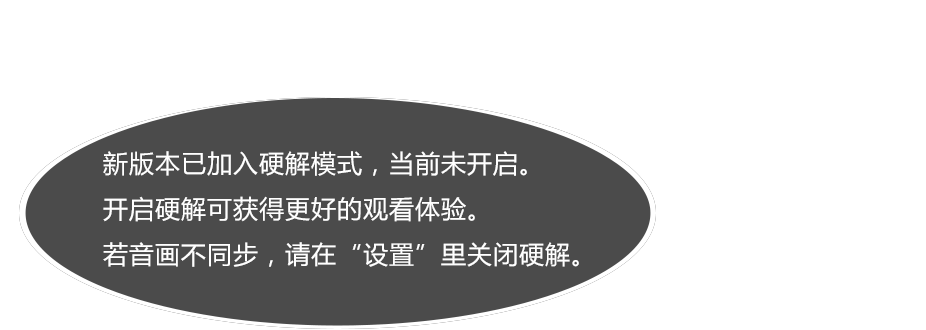 新版本已加入硬解模式，当前未开启。
开启硬解可获得更好的观看体验。
若音画不同步，请在“设置”里关闭硬解。